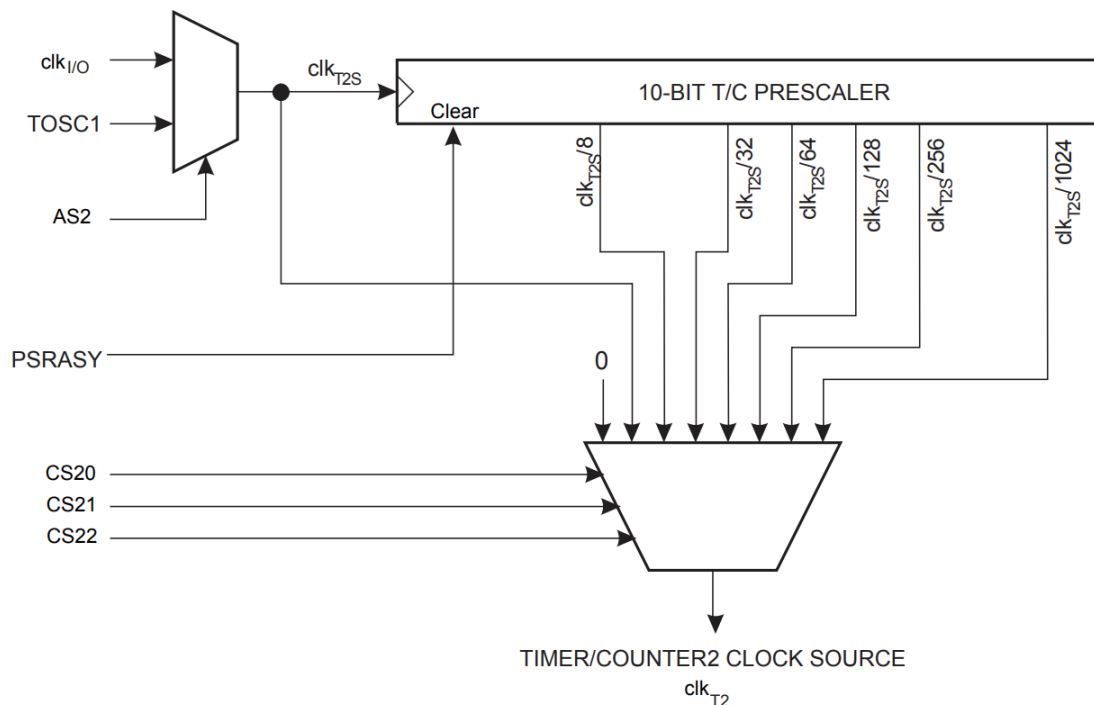 clkI/O
TOSC1
AS2
PSRASY
CS20
CS21
CS22
clkT2S
10-BIT T/C PRESCALER
Clear
clkT2S/8
clkT2S/32
clkT2S/64
clkT2S/128
clkT2S/256
clkT2S/1024
0
TIMER/COUNTER2 CLOCK SOURCE
clkT2